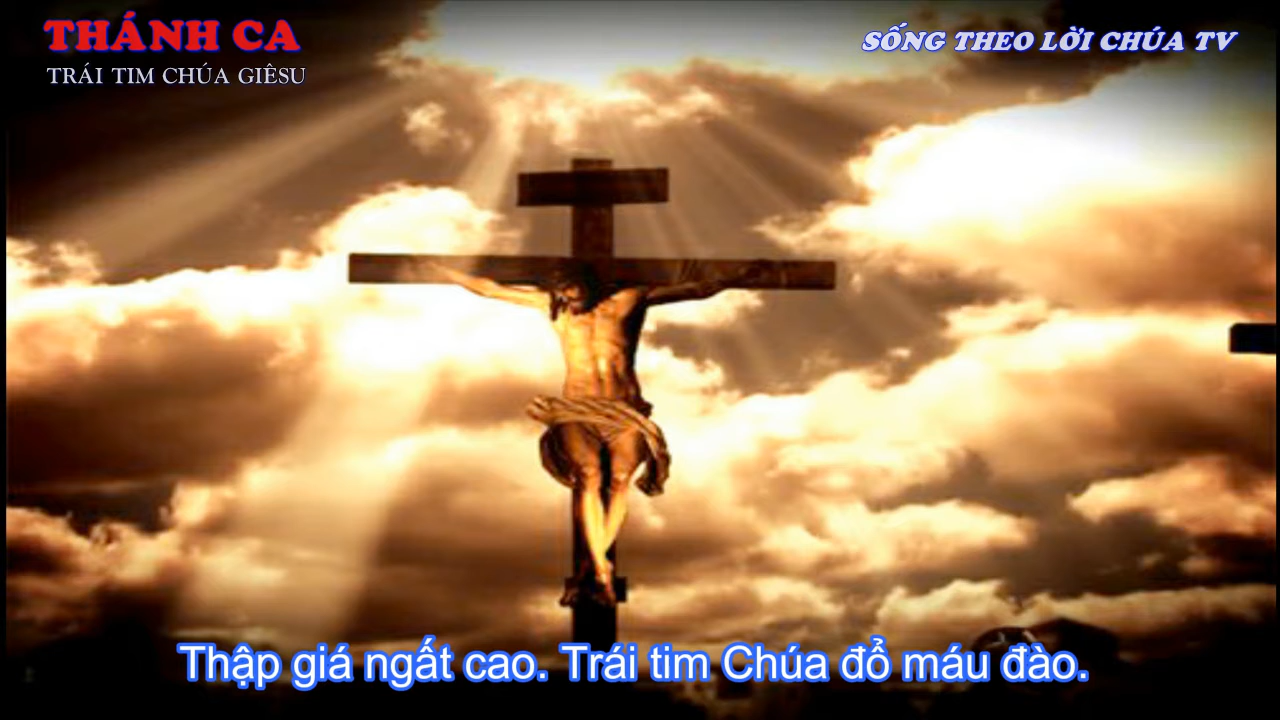 THÁNH CA
SỐNG THEO LỜI CHÚA TV
TRÁI TIM CHÚA GIÊSU
Thập giá ngất cao. Trái tim Chúa đổ máu đào.